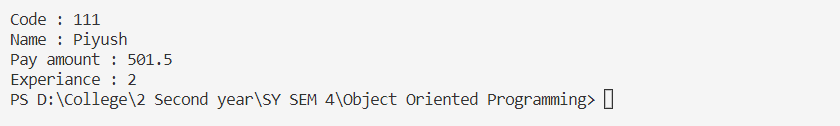 Code : 111
Name : Piyush
Pay amount : 501.5
Experiance : 2
PS D:\College\2 Second year\SY SEM 4\Object Oriented Programming>